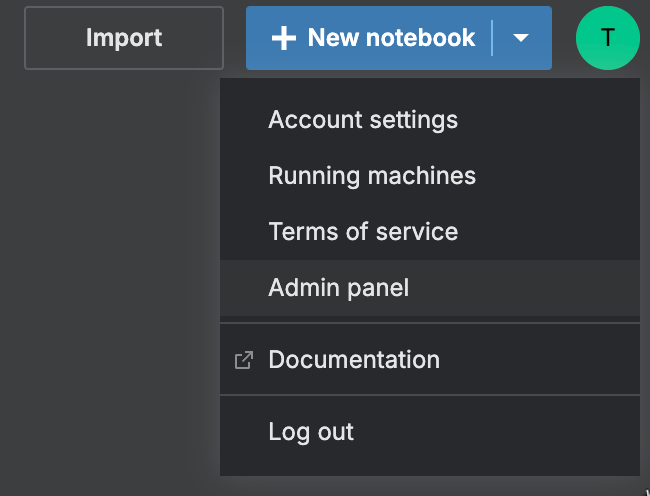 Import
New notebook
T
Account settings
Running machines
Terms of service
Admin panel
Documentation
Log out